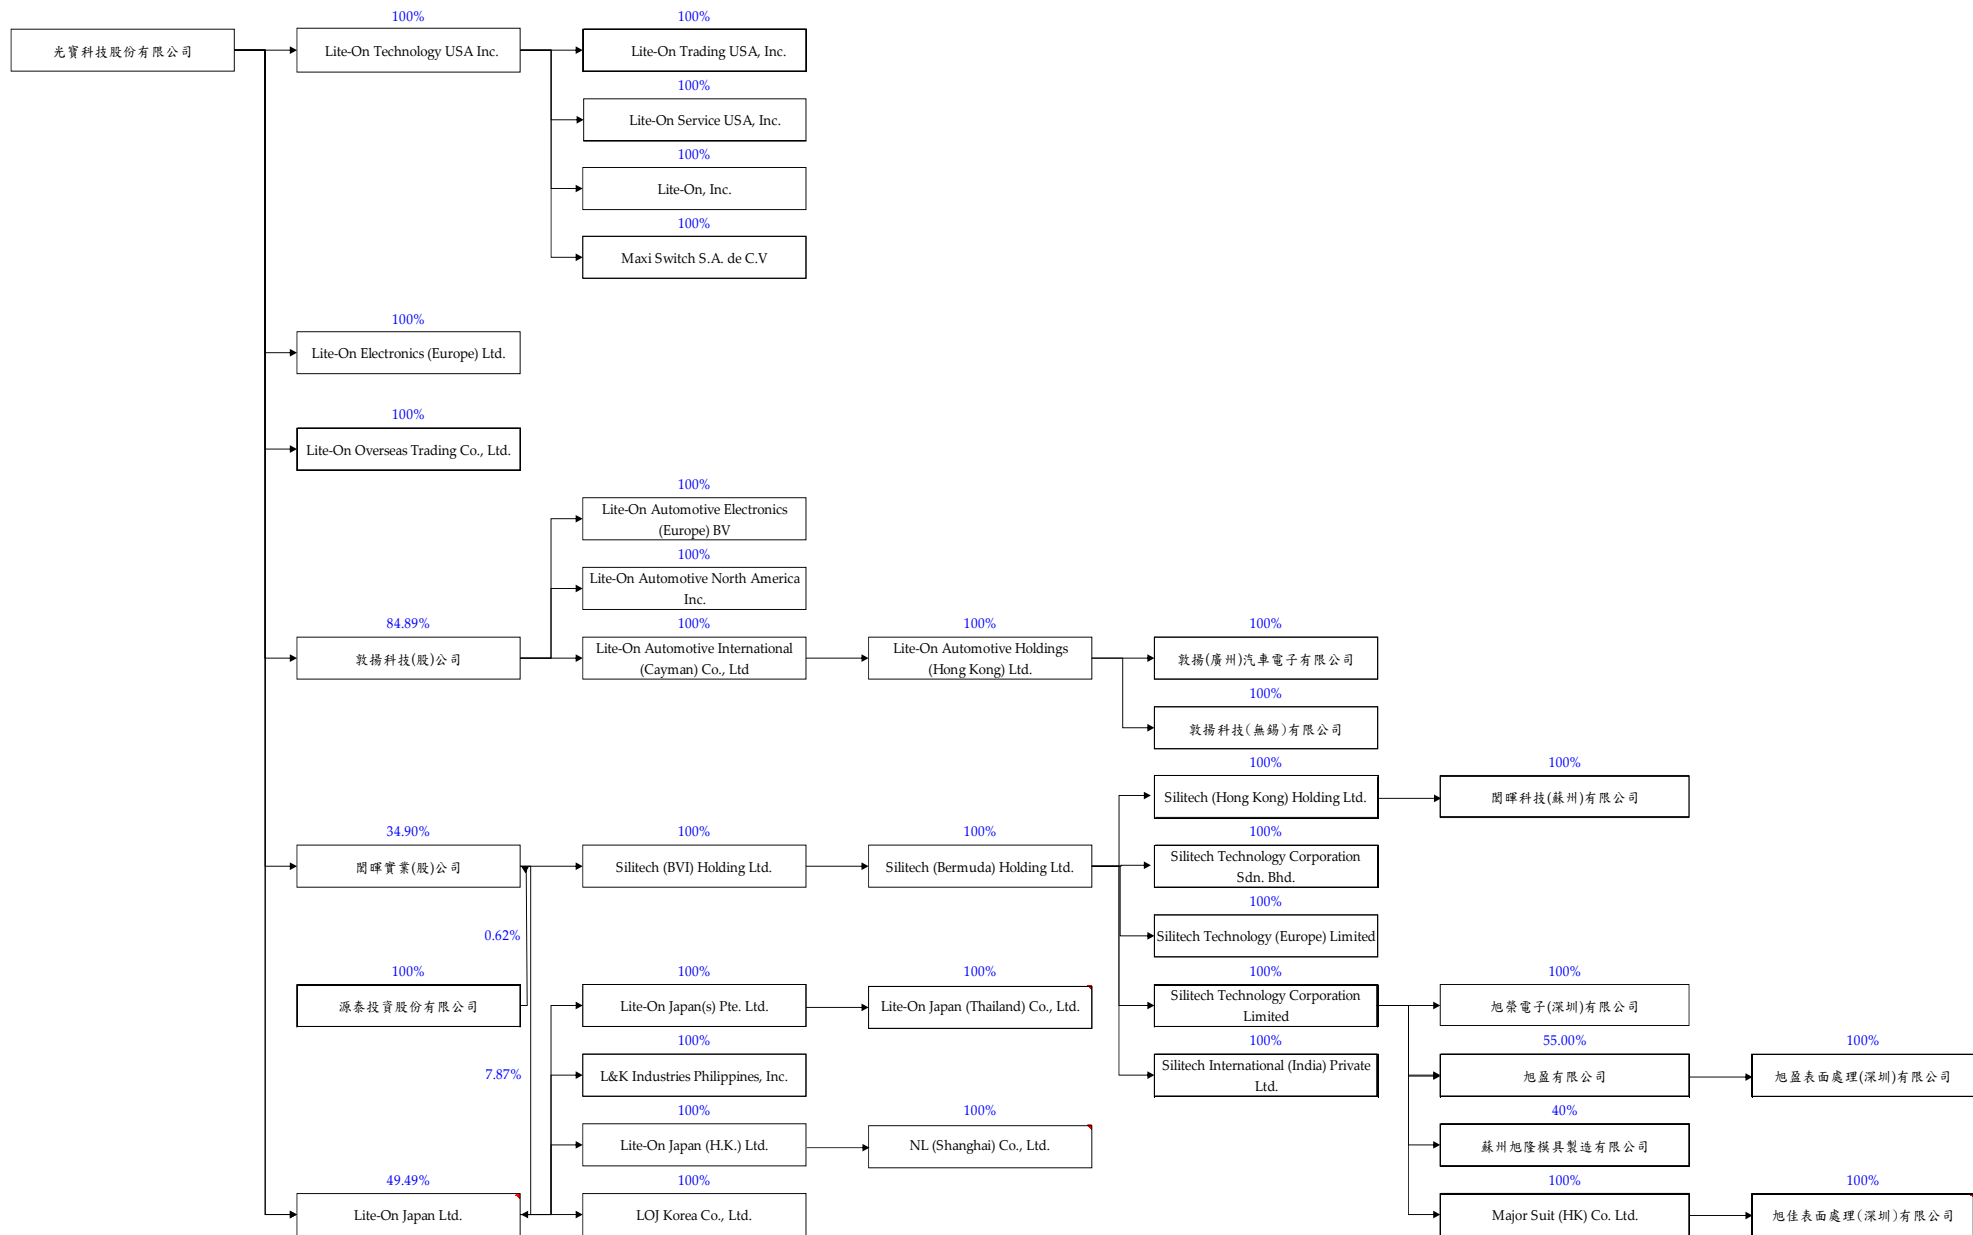 100%
100%
光寶科技股份有限公司
Lite-On Technology USA Inc.
Lite-On Trading USA, Inc.
100%
Lite-On Service USA, Inc.
100%
Lite-On, Inc.
100%
Maxi Switch S.A. de C.V
100%
Lite-On Electronics (Europe) Ltd.
100%
Lite-On Overseas Trading Co., Ltd.
100%
Lite-On Automotive Electronics
(Europe) BV
100%
Lite-On Automotive North America
Inc.
84.89%
100%
100%
100%
敦揚科技(股)公司
Lite-On Automotive International
(Cayman) Co., Ltd
Lite-On Automotive Holdings
(Hong Kong) Ltd.
敦揚(廣州)汽車電子有限公司
100%
敦揚科技(無錫)有限公司
100%
100%
Silitech (Hong Kong) Holding Ltd.
閎暉科技(蘇州)有限公司
34.90%
100%
100%
100%
閎暉實業(股)公司
Silitech (BVI) Holding Ltd.
Silitech (Bermuda) Holding Ltd.
Silitech Technology Corporation
Sdn. Bhd.
100%
0.62%
Silitech Technology (Europe) Limited
100%
100%
100%
100%
100%
源泰投資股份有限公司
Lite-On Japan(s) Pte. Ltd.
Lite-On Japan (Thailand) Co., Ltd.
Silitech Technology Corporation
Limited
旭榮電子(深圳)有限公司
100%
100%
55.00%
100%
7.87%
L&K Industries Philippines, Inc.
Silitech International (India) Private
Ltd.
旭盈有限公司
旭盈表面處理(深圳)有限公司
100%
100%
40%
Lite-On Japan (H.K.) Ltd.
NL (Shanghai) Co., Ltd.
蘇州旭隆模具製造有限公司
49.49%
100%
100%
100%
Lite-On Japan Ltd.
LOJ Korea Co., Ltd.
Major Suit (HK) Co. Ltd.
旭佳表面處理(深圳)有限公司